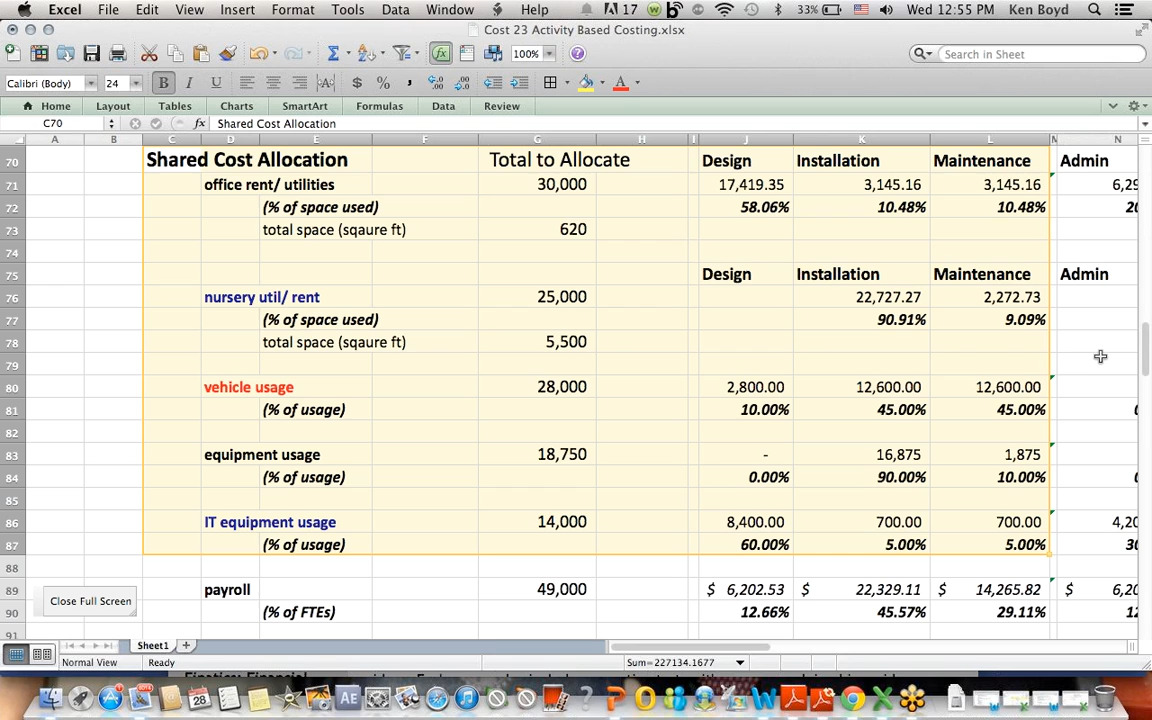 Excel File Edit View Insert Format Tools Data Window Help 17 33% Wed 12:55 PM Ken Boyd
Cost 23 Activity Based Costing.xlsx
100% Search in Sheet
Calibri (Body) 24 B I U A $ % A
Home Layout Tables Charts SmartArt Formulas Data Review
C70 fx Shared Cost Allocation
A B C D E F G H I J K L M N
70 Shared Cost Allocation Total to Allocate Design Installation Maintenance Admin
71 office rent/ utilities 30,000 17,419.35 3,145.16 3,145.16 6,29
72 (% of space used) 58.06% 10.48% 10.48% 20
73 total space (sqaure ft) 620
74
75 Design Installation Maintenance Admin
76 nursery util/ rent 25,000 22,727.27 2,272.73
77 (% of space used) 90.91% 9.09%
78 total space (sqaure ft) 5,500
79
80 vehicle usage 28,000 2,800.00 12,600.00 12,600.00
81 (% of usage) 10.00% 45.00% 45.00% 0
82
83 equipment usage 18,750 - 16,875 1,875
84 (% of usage) 0.00% 90.00% 10.00% 0
85
86 IT equipment usage 14,000 8,400.00 700.00 700.00 4,20
87 (% of usage) 60.00% 5.00% 5.00% 30
88
89 payroll 49,000 $ 6,202.53 $ 22,329.11 $ 14,265.82 $ 6,20
90 (% of FTEs) 12.66% 45.57% 29.11% 12
91
Close Full Screen
Sheet1
Normal View Ready Sum=227134.1677